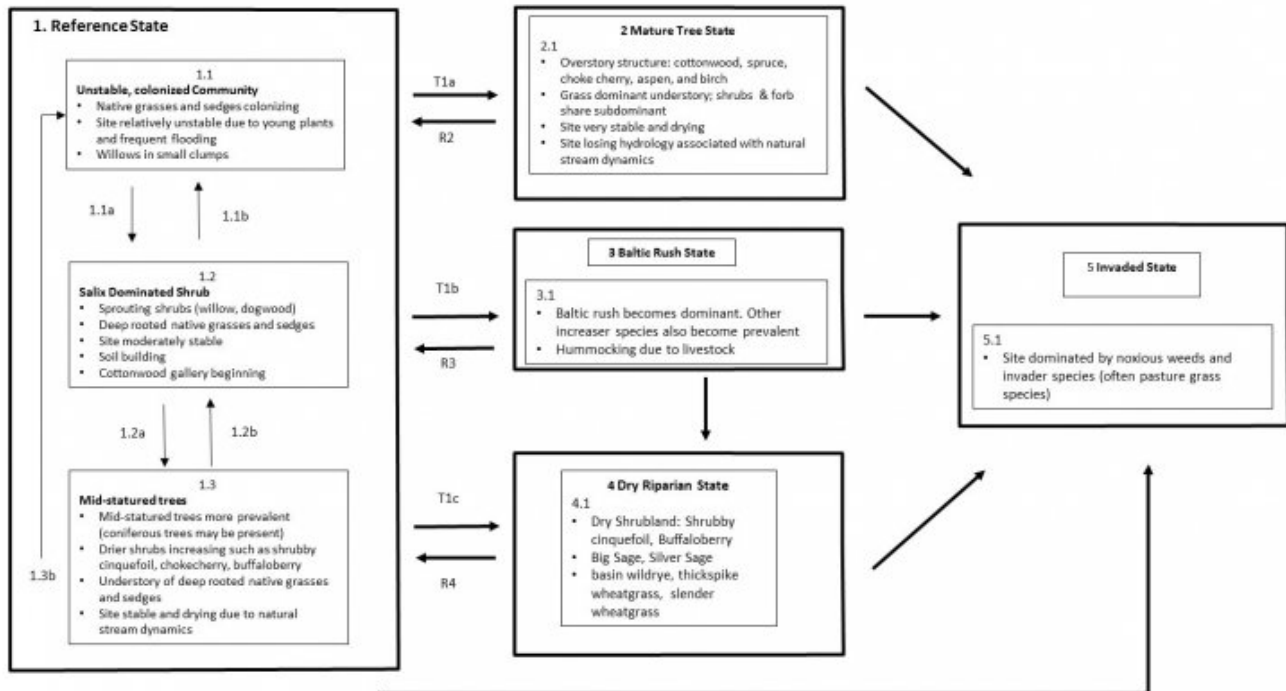 1. Reference State
1.1
Unstable, colonized Community
• Native grasses and sedges colonizing
• Site relatively unstable due to young plants
and frequent flooding
• Willows in small clumps
1.1a
1.1b
1.2
Salix Dominated Shrub
• Sprouting shrubs (willow, dogwood)
• Deep rooted native grasses and sedges
• Site moderately stable
• Soil building
• Cottonwood gallery beginning
1.2a
1.2b
1.3
Mid-statured trees
• Mid-statured trees more prevalent
(coniferous trees may be present)
• Drier shrubs increasing such as shrubby
cinquefoil, chokecherry, buffaloberry
• Understory of deep rooted native grasses
and sedges
• Site stable and drying due to natural
stream dynamics
1.3b
T1a
R2
T1b
R3
T1c
R4
2 Mature Tree State
2.1
• Overstory structure: cottonwood, spruce,
choke cherry, aspen, and birch
• Grass dominant understory; shrubs & forb
share subdominant
• Site very stable and drying
• Site losing hydrology associated with natural
stream dynamics
3 Baltic Rush State
3.1
• Baltic rush becomes dominant. Other
increaser species also become prevalent
• Hummocking due to livestock
4 Dry Riparian State
4.1
• Dry Shrubland: Shrubby
cinquefoil, Buffaloberry
• Big Sage, Silver Sage
• basin wildrye, thickspike
wheatgrass, slender
wheatgrass
5 Invaded State
5.1
• Site dominated by noxious weeds and
invader species (often pasture grass
species)